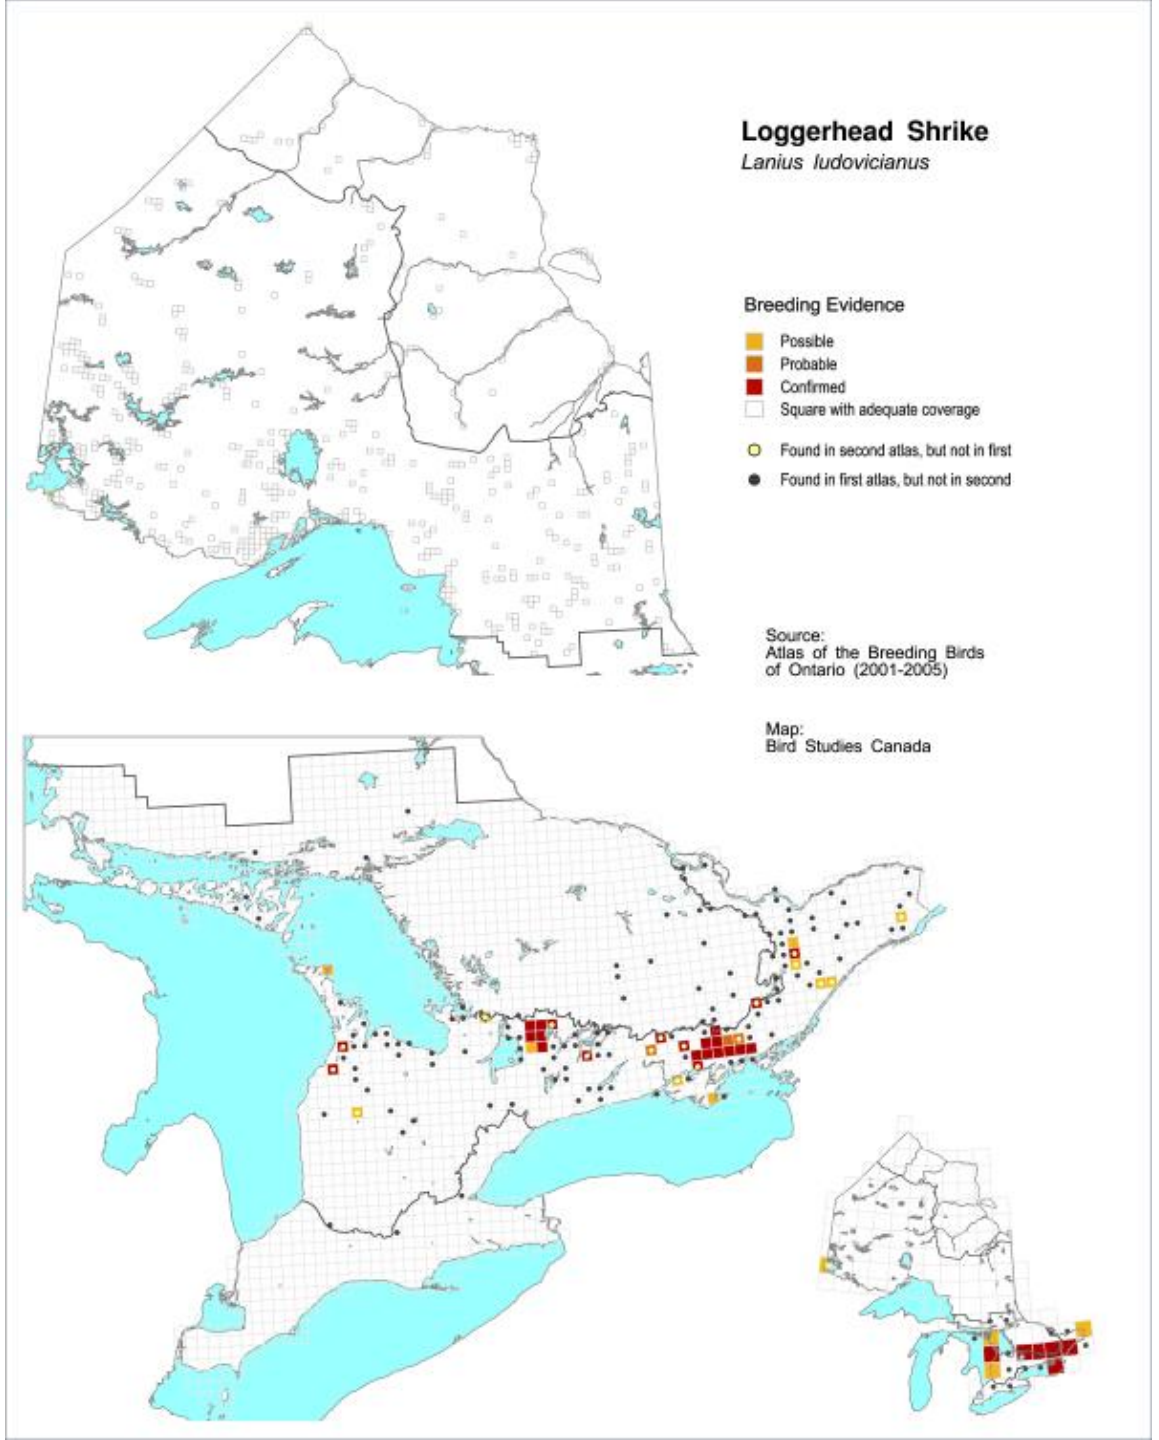 Loggerhead Shrike
Lanius ludovicianus
Breeding Evidence
Possible
Probable
Confirmed
Square with adequate coverage
Found in second atlas, but not in first
Found in first atlas, but not in second
Source:
Atlas of the Breeding Birds
of Ontario (2001-2005)
Map:
Bird Studies Canada